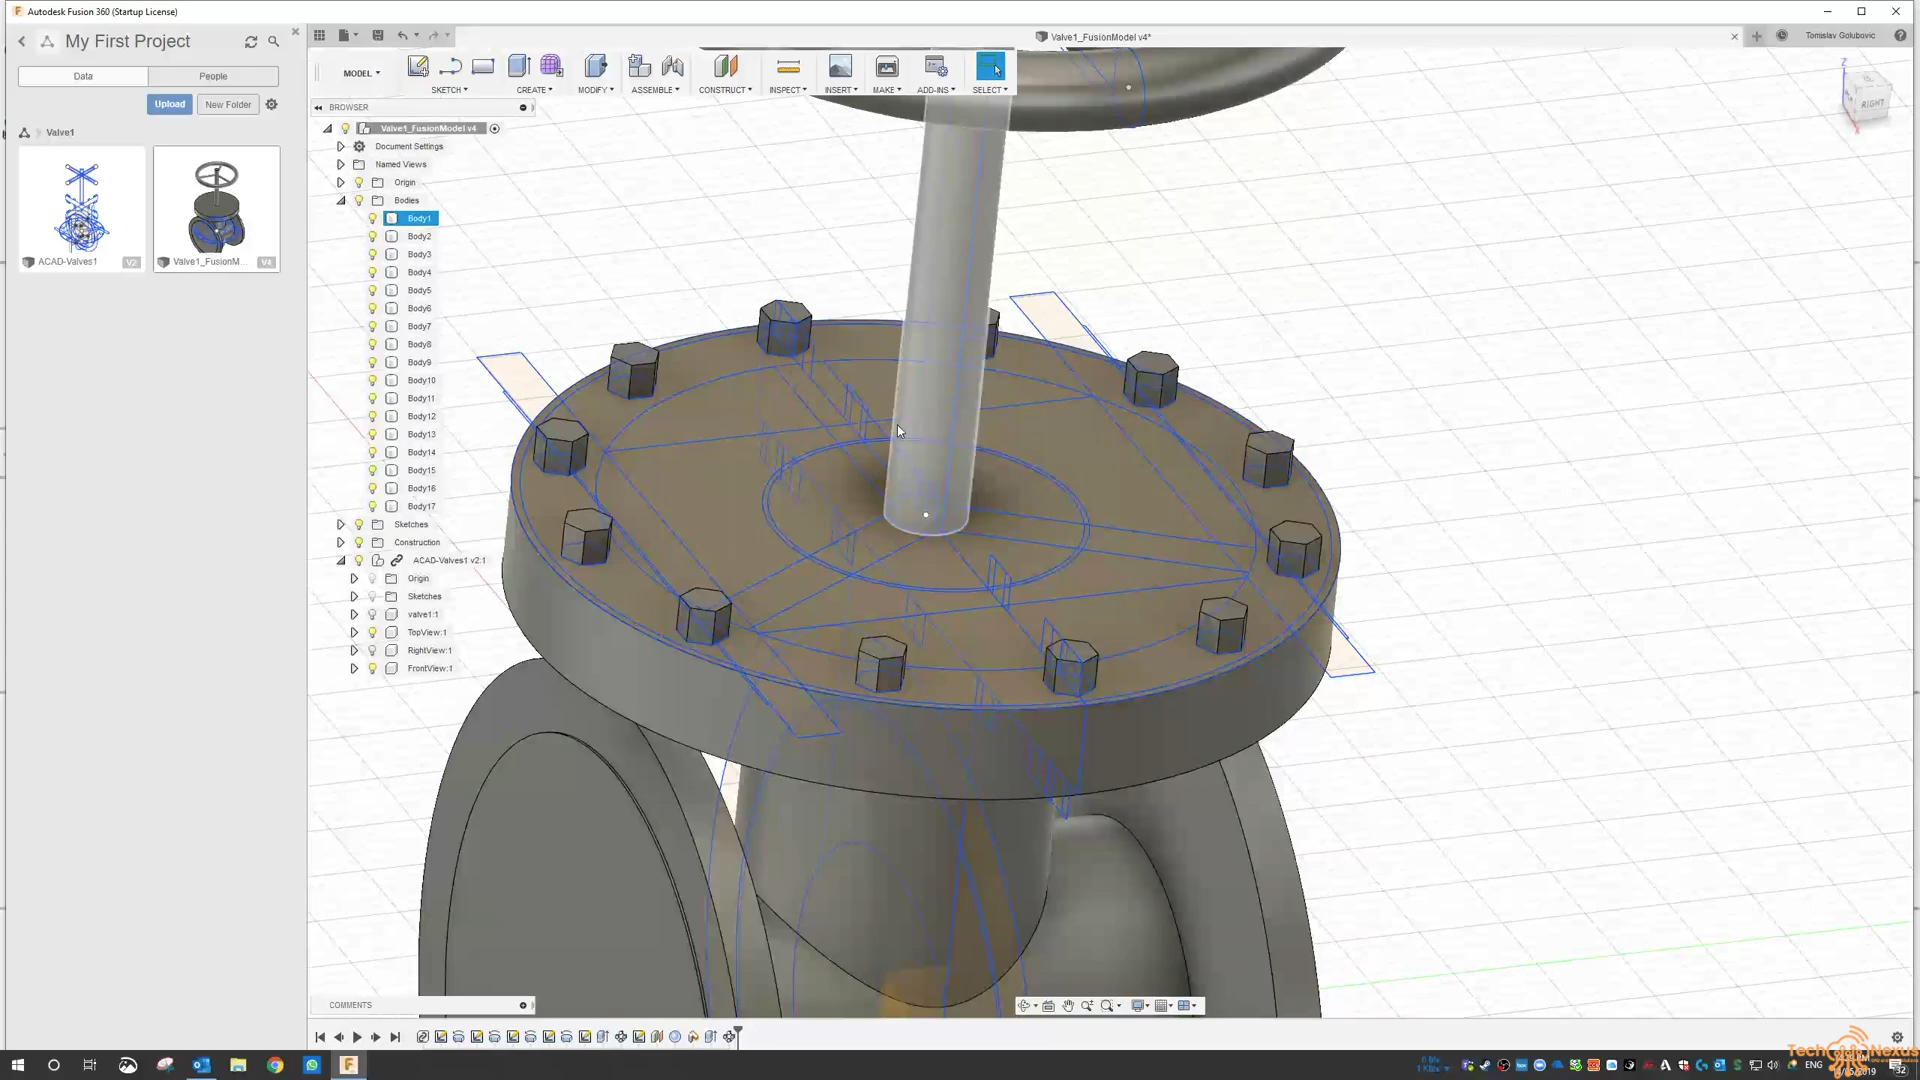 Autodesk Fusion 360 (Startup License)
My First Project
Data
People
Upload
New Folder
Valve1
ACAD-Valves1
V2
Valve1_FusionM...
V4
Valve1_FusionModel v4*
Tomislav Golubovic
MODEL
SKETCH
CREATE
MODIFY
ASSEMBLE
CONSTRUCT
INSPECT
INSERT
MAKE
ADD-INS
SELECT
Z
RIGHT
BROWSER
Valve1_FusionModel v4
Document Settings
Named Views
Origin
Bodies
Body1
Body2
Body3
Body4
Body5
Body6
Body7
Body8
Body9
Body10
Body11
Body12
Body13
Body14
Body15
Body16
Body17
Sketches
Construction
ACAD-Valves1 v2:1
Origin
Sketches
valve1:1
TopView:1
RightView:1
FrontView:1
COMMENTS
ENG
32